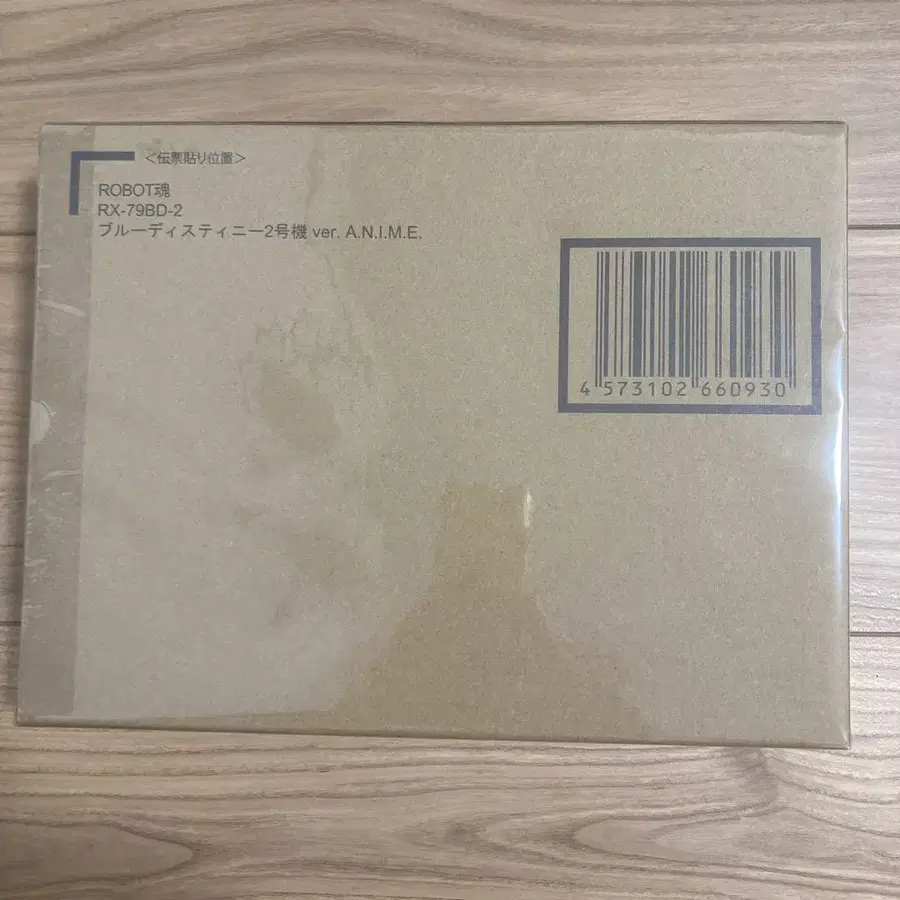 <伝票貼り位置>
ROBOT魂
RX-79BD-2
ブルーディスティニー2号機 ver. A.N.I.M.E.
4 573102 660930